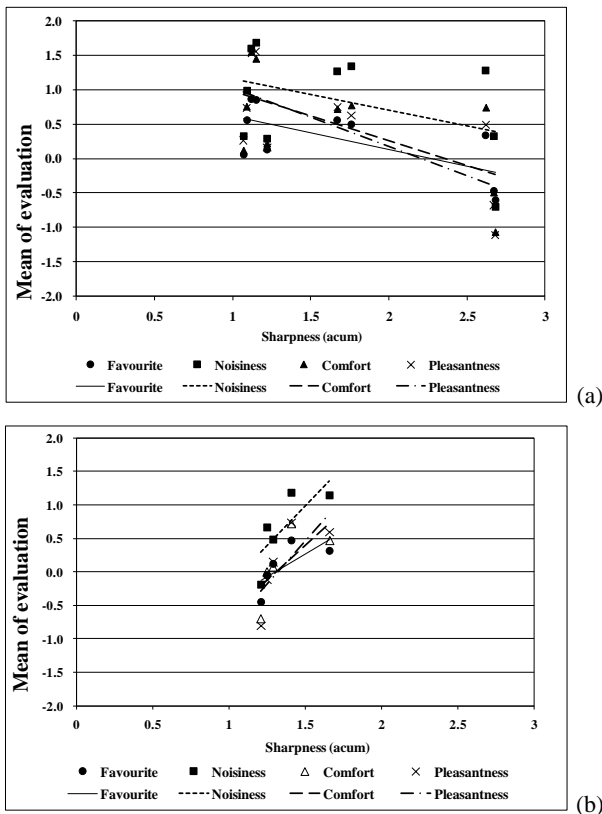 2.0
1.5
1.0
0.5
0.0
-0.5
-1.0
-1.5
-2.0
Mean of evaluation
0 0.5 1 1.5 2 2.5 3
Sharpness (acum)
Favourite Noisiness Comfort Pleasantness
Favourite Noisiness Comfort Pleasantness
(a)
2.0
1.5
1.0
0.5
0.0
-0.5
-1.0
-1.5
-2.0
Mean of evaluation
0 0.5 1 1.5 2 2.5 3
Sharpness (acum)
Favourite Noisiness Comfort Pleasantness
Favourite Noisiness Comfort Pleasantness
(b)